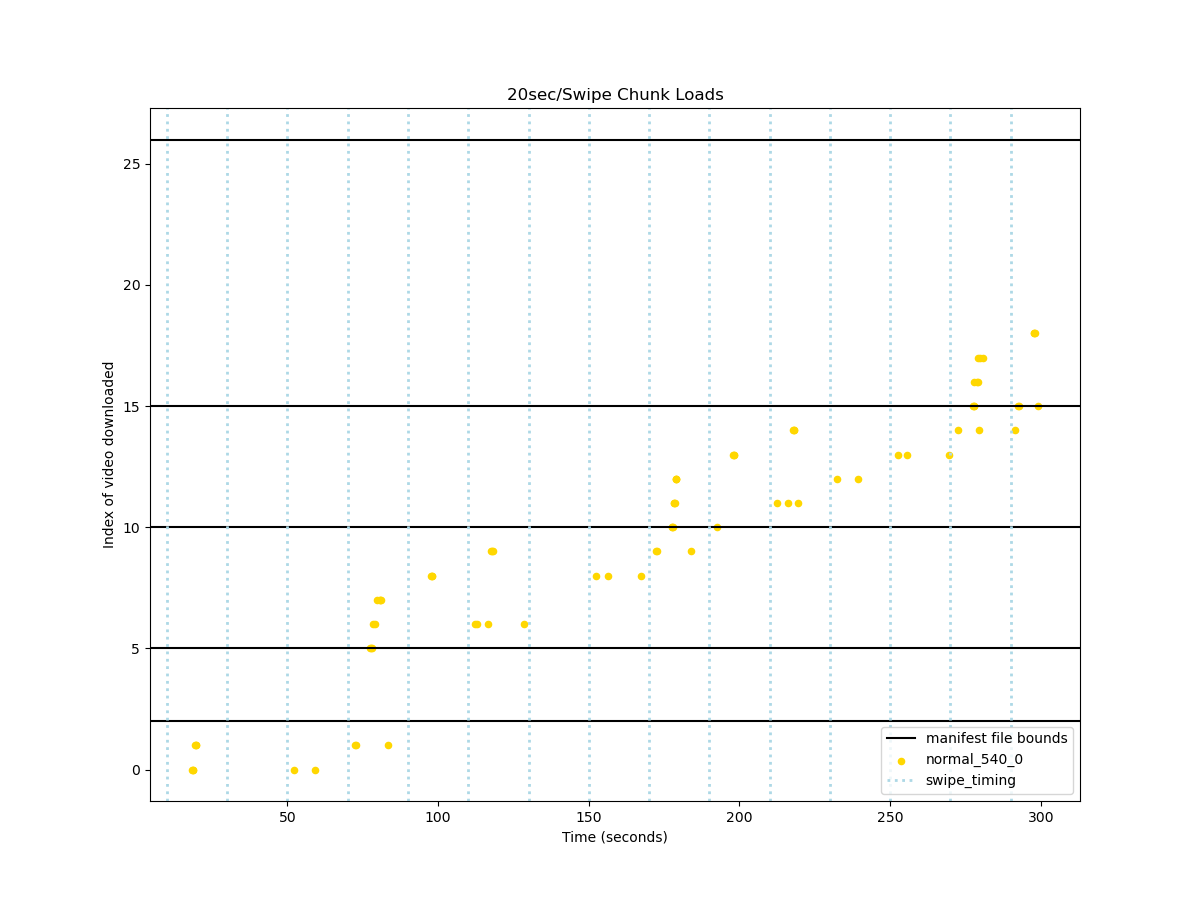 20sec/Swipe Chunk Loads
Index of video downloaded
25
20
15
10
5
0
manifest file bounds
normal_540_0
swipe_timing
50 100 150 200 250 300
Time (seconds)